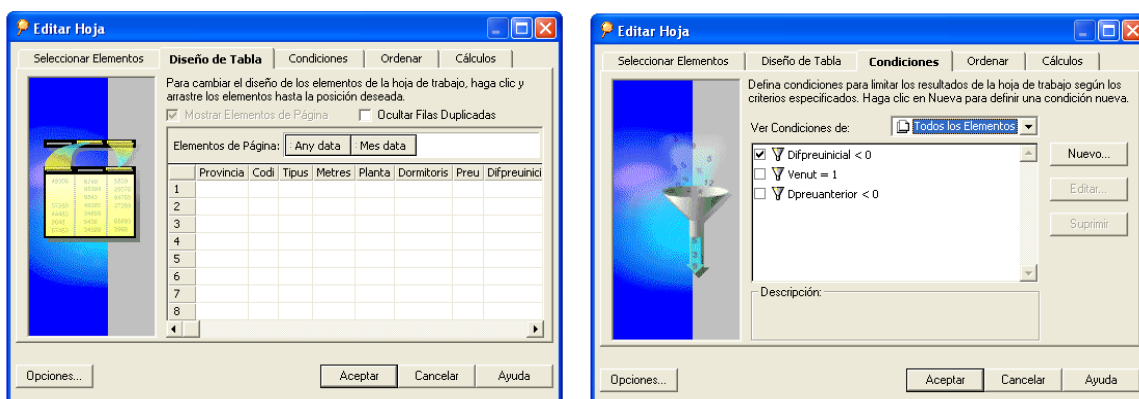 Editar Hoja
Seleccionar Elementos Diseño de Tabla Condiciones Ordenar Cálculos
Para cambiar el diseño de los elementos de la hoja de trabajo, haga clic y
arrastre los elementos hasta la posición deseada.
Mostrar Elementos de Página Ocultar Filas Duplicadas
Elementos de Página: Any data Mes data
Provincia Codi Tipus Metres Planta Dormitoris Preu Difpreuinici
1
2
3
4
5
6
7
8
Opciones... Aceptar Cancelar Ayuda
Editar Hoja
Seleccionar Elementos Diseño de Tabla Condiciones Ordenar Cálculos
Defina condiciones para limitar los resultados de la hoja de trabajo según los
criterios especificados. Haga clic en Nueva para definir una condición nueva.
Ver Condiciones de: Todos los Elementos
Difpreuinicial < 0 Nuevo...
Venut = 1
Dpreuanterior < 0 Editar...
Suprimir
Descripción:
Opciones... Aceptar Cancelar Ayuda